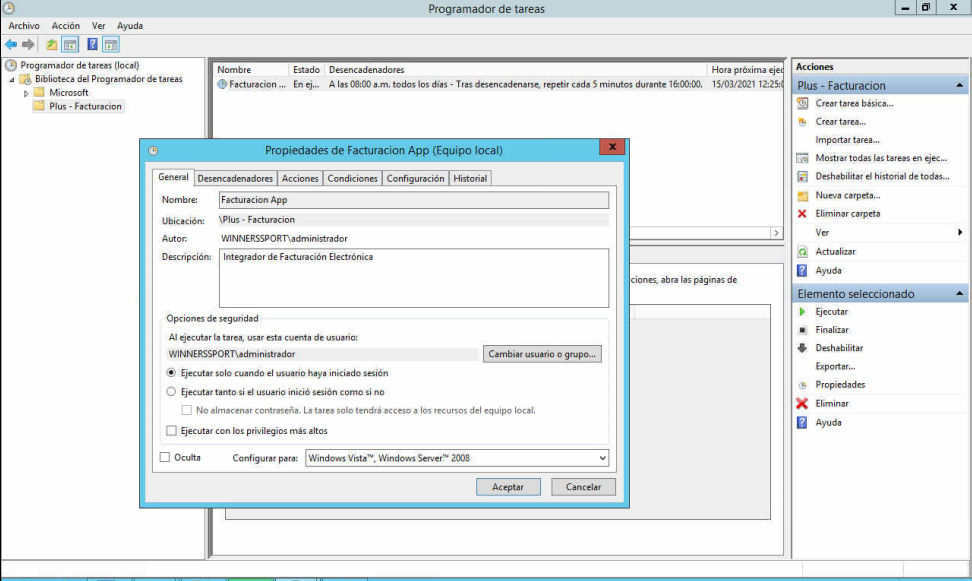 Programador de tareas
Archivo Acción Ver Ayuda
Programador de tareas (local)
Biblioteca del Programador de tareas
Microsoft
Plus - Facturacion
Nombre Estado Desencadenadores Hora próxima ejec
Facturacion ... En ej... A las 08:00 a.m. todos los días - Tras desencadenarse, repetir cada 5 minutos durante 16:00:00. 15/03/2021 12:25:0
Propiedades de Facturacion App (Equipo local)
General Desencadenadores Acciones Condiciones Configuración Historial
Nombre: Facturacion App
Ubicación: \Plus - Facturacion
Autor: WINNERSSPORT\administrador
Descripción: Integrador de Facturación Electrónica
Opciones de seguridad
Al ejecutar la tarea, usar esta cuenta de usuario:
WINNERSSPORT\administrador Cambiar usuario o grupo...
Ejecutar solo cuando el usuario haya iniciado sesión
Ejecutar tanto si el usuario inició sesión como si no
No almacenar contraseña. La tarea solo tendrá acceso a los recursos del equipo local.
Ejecutar con los privilegios más altos
Oculta Configurar para: Windows Vista™, Windows Server™ 2008
Aceptar Cancelar
ciones, abra las páginas de
Acciones
Plus - Facturacion
Crear tarea básica...
Crear tarea...
Importar tarea...
Mostrar todas las tareas en ejec...
Deshabilitar el historial de todas...
Nueva carpeta...
Eliminar carpeta
Ver
Actualizar
Ayuda
Elemento seleccionado
Ejecutar
Finalizar
Deshabilitar
Exportar...
Propiedades
Eliminar
Ayuda